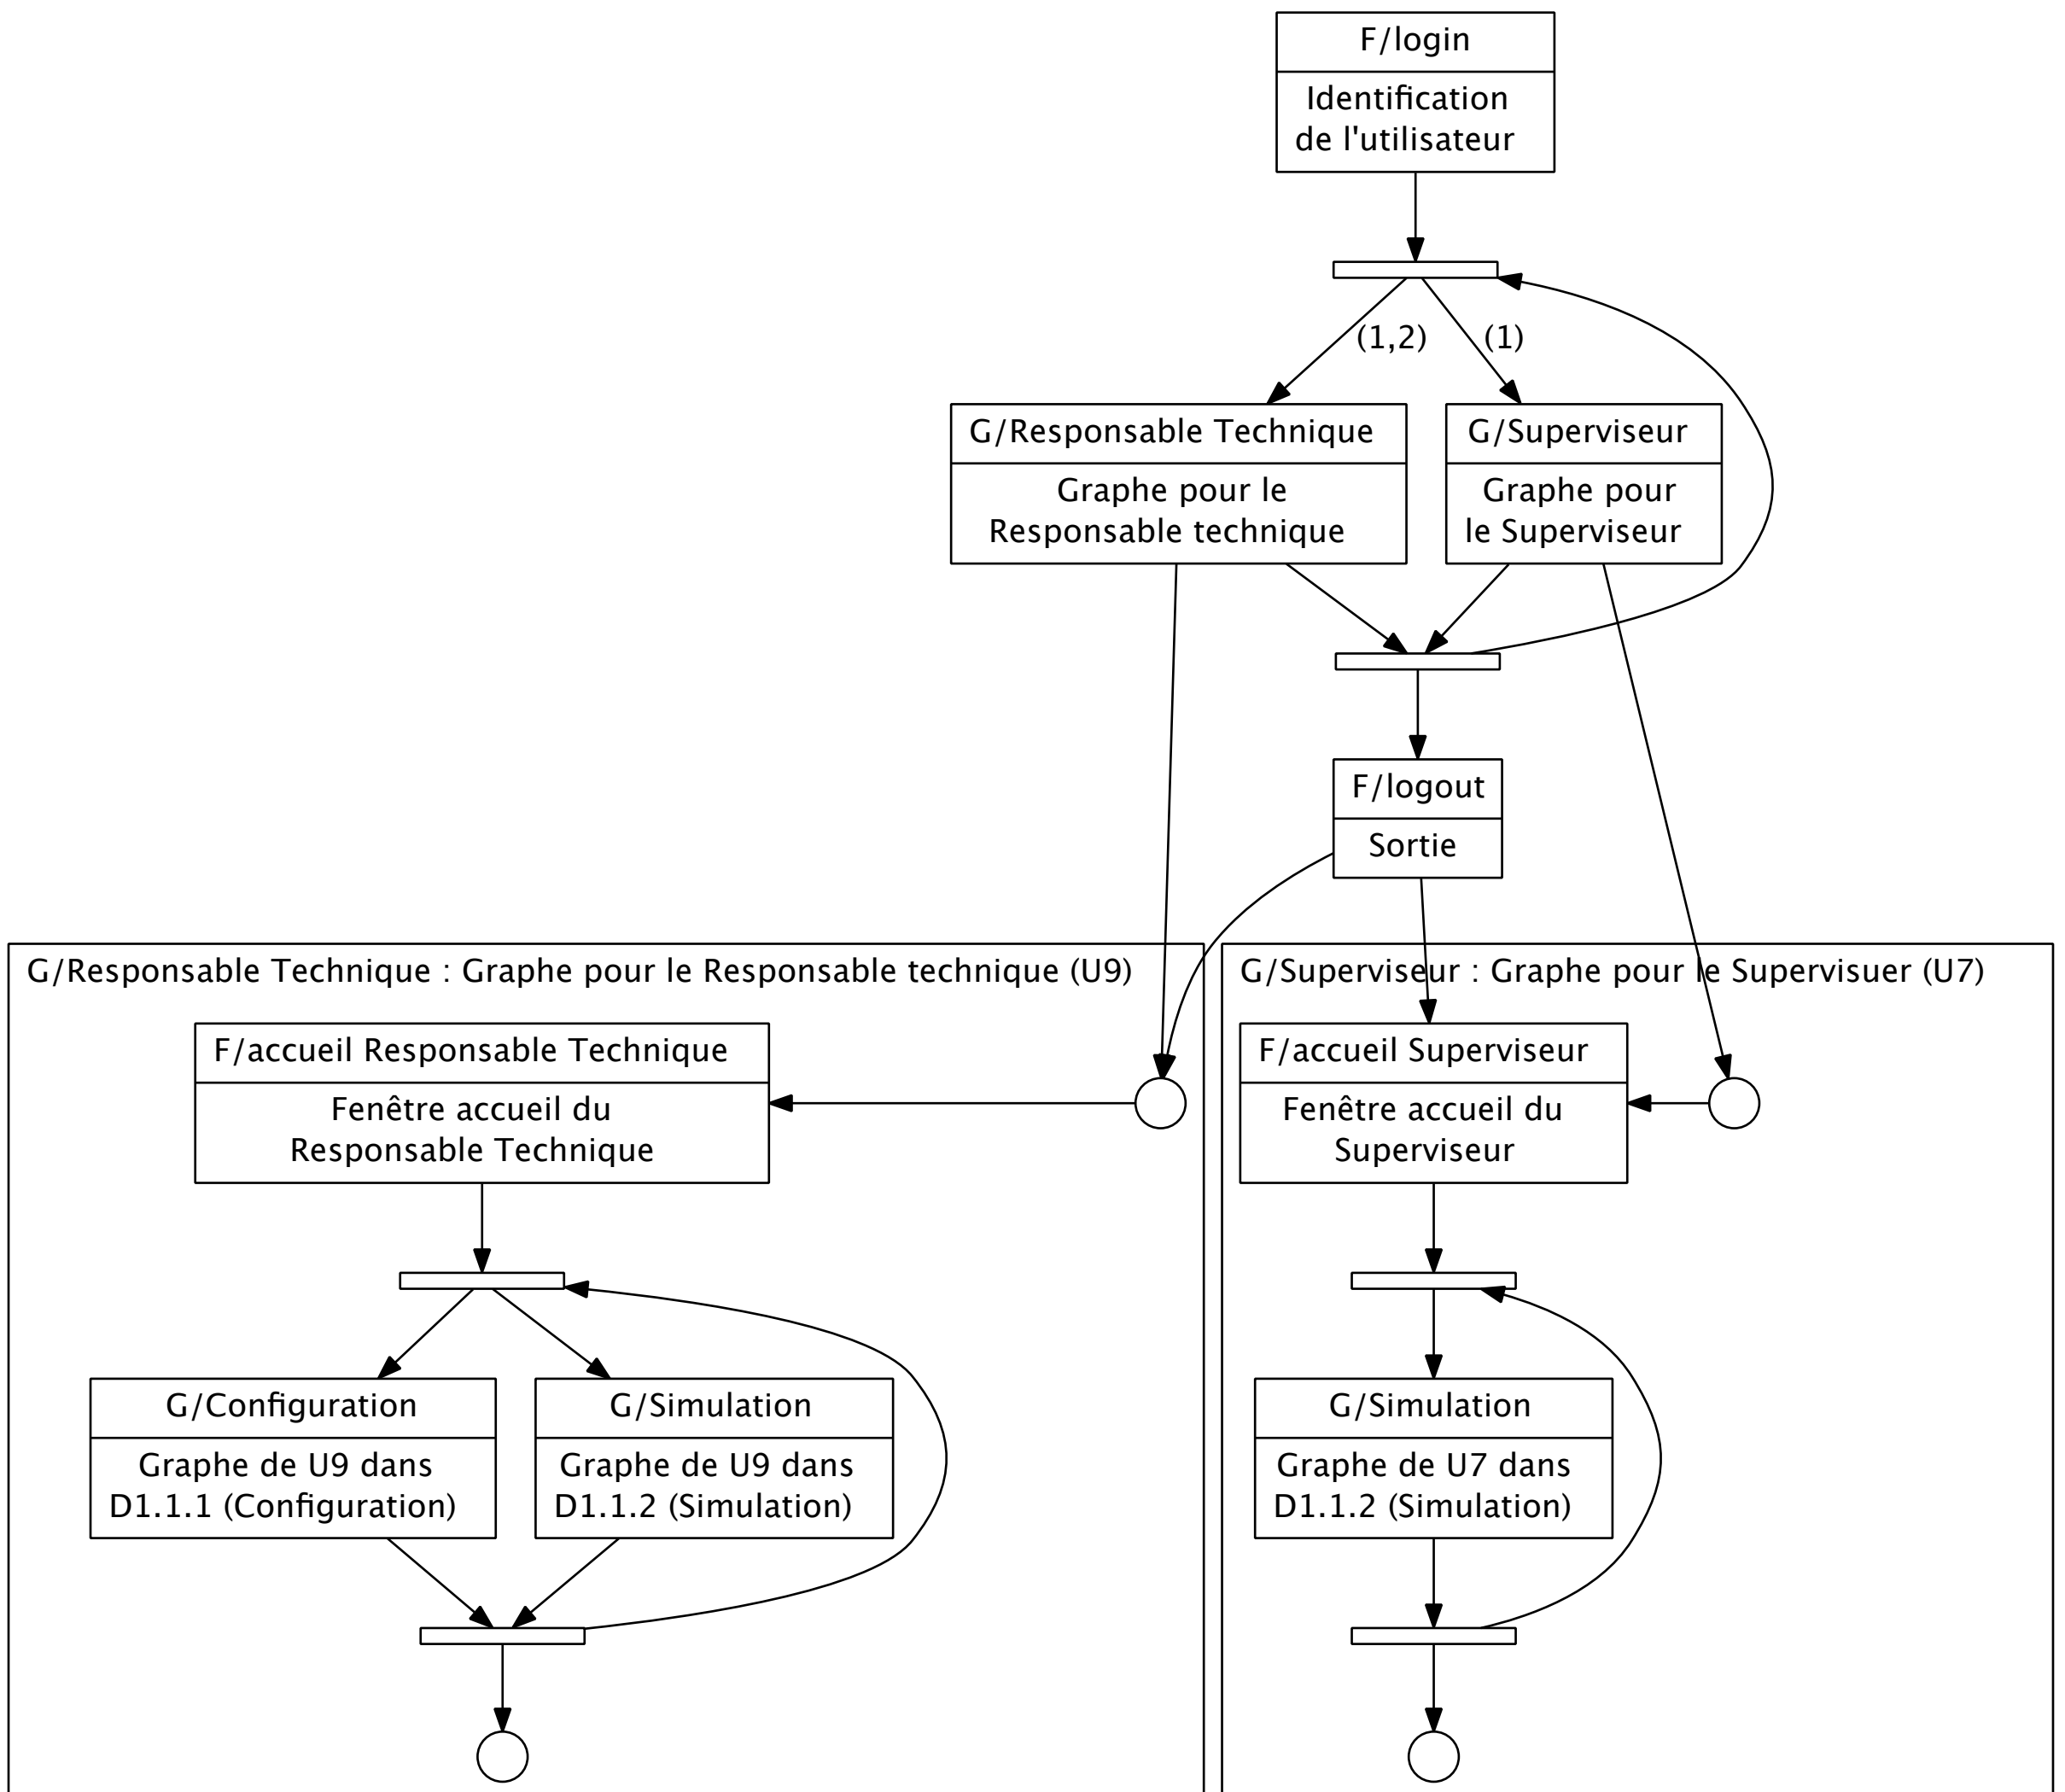 F/login
Identification
de l'utilisateur
(1,2)
(1)
G/Responsable Technique
Graphe pour le
Responsable technique
G/Superviseur
Graphe pour
le Superviseur
F/logout
Sortie
G/Responsable Technique : Graphe pour le Responsable technique (U9)
F/accueil Responsable Technique
Fenêtre accueil du
Responsable Technique
G/Configuration
Graphe de U9 dans
D1.1.1 (Configuration)
G/Simulation
Graphe de U9 dans
D1.1.2 (Simulation)
G/Superviseur : Graphe pour le Supervisuer (U7)
F/accueil Superviseur
Fenêtre accueil du
Superviseur
G/Simulation
Graphe de U7 dans
D1.1.2 (Simulation)